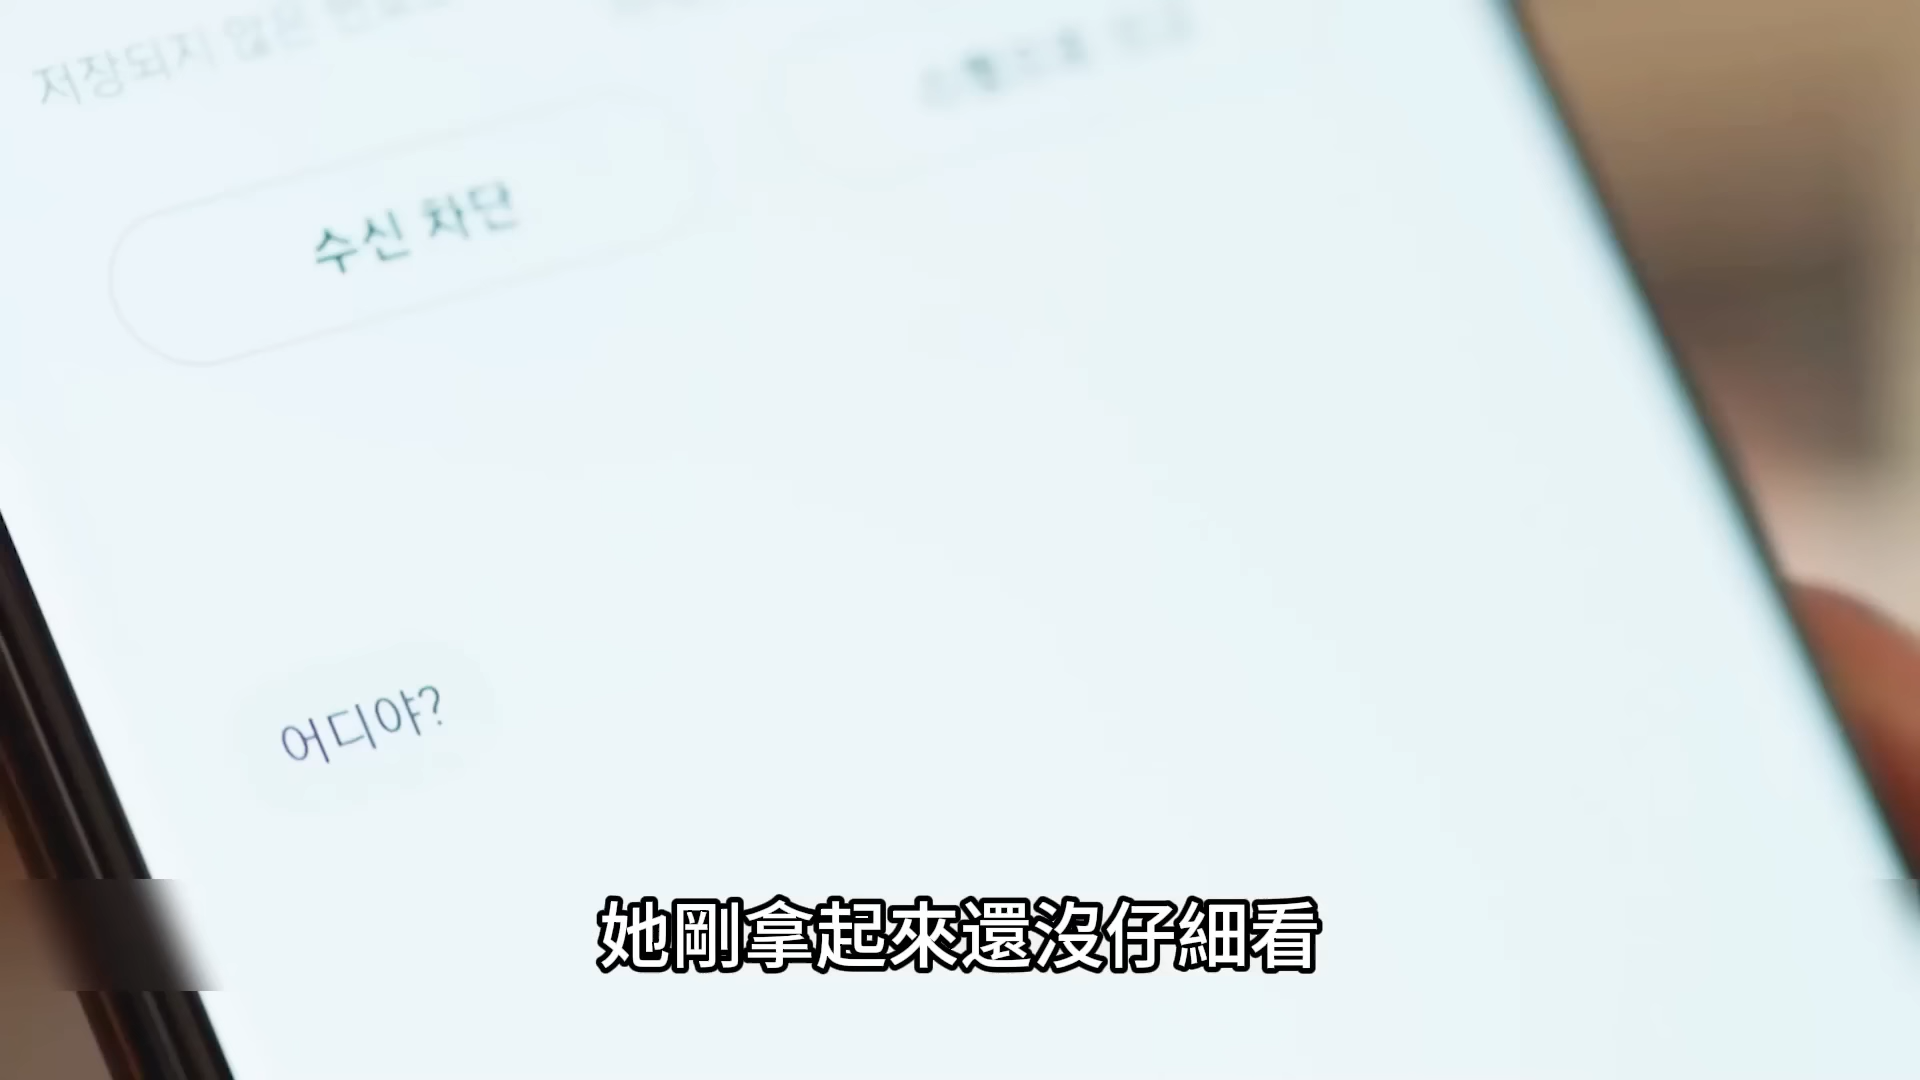 저장되지 않은
수신 차단
어디야?
她剛拿起來還沒仔細看